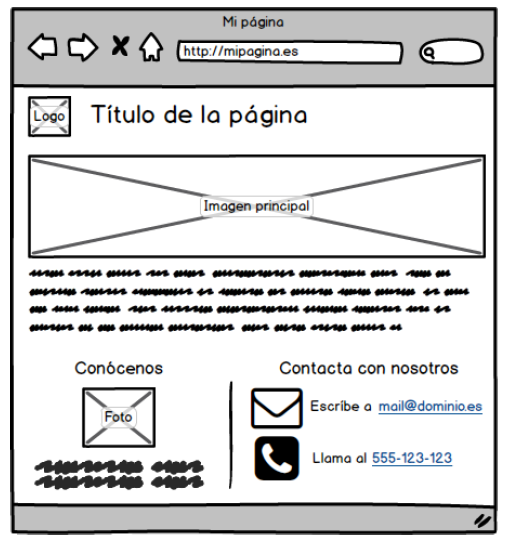 Mi página
http://mipagina.es
Logo
Título de la página
Imagen principal
Conócenos
Foto
Contacta con nosotros
Escríbe a mail@dominio.es
Llama al 555-123-123